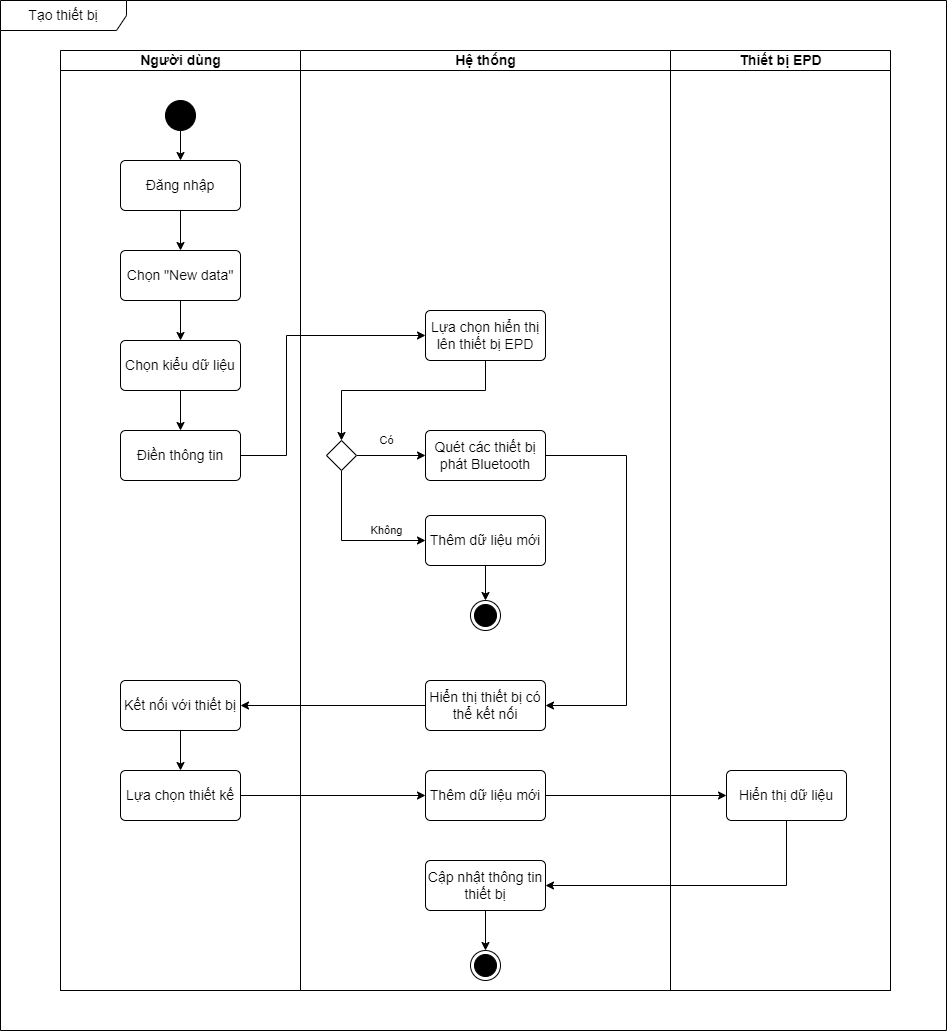 Tạo thiết bị
Người dùng
Hệ thống
Thiết bị EPD
Đăng nhập
Chọn "New data"
Chọn kiểu dữ liệu
Điền thông tin
Lựa chọn hiển thị
lên thiết bị EPD
Có
Quét các thiết bị
phát Bluetooth
Không
Thêm dữ liệu mới
Hiển thị thiết bị có
thể kết nối
Kết nối với thiết bị
Lựa chọn thiết kế
Thêm dữ liệu mới
Hiển thị dữ liệu
Cập nhật thông tin
thiết bị